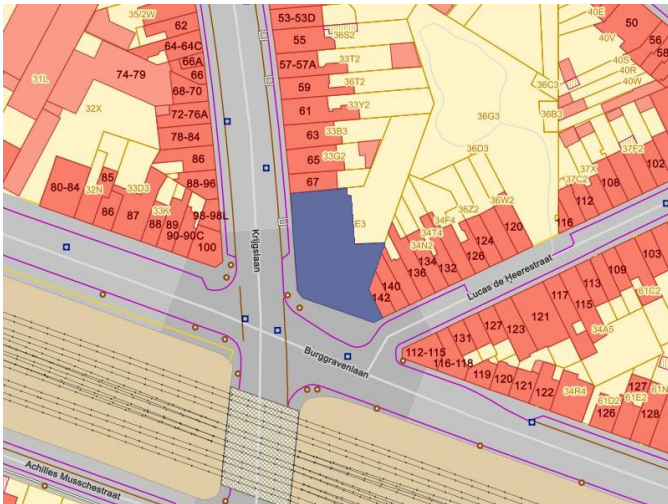 35/2W
62
64-64C
66A
66
74-79
68-70
72-76A
78-84
86
88-96
98-98L
100
31L
32X
80-84
32N
85
86
87
33D3
33K
88
89
90-90C
53-53D
55
57-57A
59
61
63
65
67
36S2
33T2
36T2
33Y2
33B3
33G2
E3
36G3
36D3
36C3
36B3
40E
40V
40S
40R
40W
50
56
58
37F2
37X
37C2
102
108
112
116
36W2
36Z2
34F4
34T4
34N2
120
124
126
132
134
136
140
142
Krijgslaan
Lucas de Heerestraat
Burggravenlaan
Achilles Musschestraat
103
109
113
115
117
121
123
127
131
61C2
34A5
112-115
116-118
119
120
121
122
34R4
61D2
61E2
61N
126
127
128